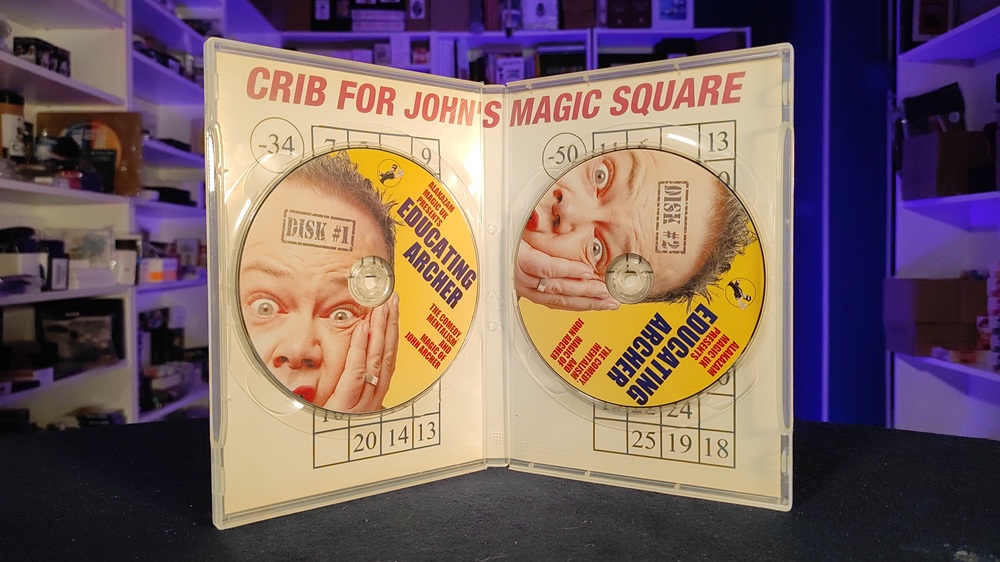 CRIB FOR JOHN'S MAGIC SQUARE
-34
7
9
DISK #1
ALAKAZAM
MAGIC UK
PRESENTS
EDUCATING
ARCHER
THE COMEDY,
MENTALISM
AND
MAGIC OF
JOHN ARCHER
20 14 13
-50
13
DISK #2
ALAKAZAM
MAGIC UK
PRESENTS
EDUCATING
ARCHER
THE COMEDY,
MENTALISM,
MAGIC OF AND
JOHN ARCHER
24
25 19 18